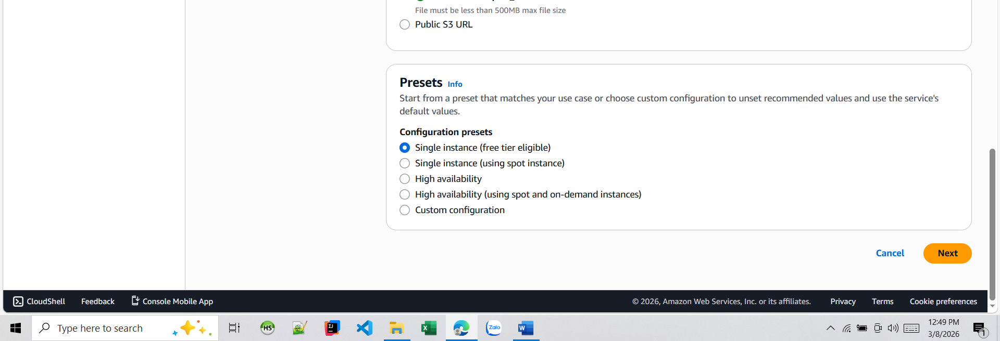 File must be less than 500MB max file size
Public S3 URL
Presets Info
Start from a preset that matches your use case or choose custom configuration to unset recommended values and use the service's
default values.
Configuration presets
Single instance (free tier eligible)
Single instance (using spot instance)
High availability
High availability (using spot and on-demand instances)
Custom configuration
Cancel Next
CloudShell Feedback Console Mobile App © 2026, Amazon Web Services, Inc. or its affiliates. Privacy Terms Cookie preferences
Type here to search
HS
IJ
X
Zalo
W
12:49 PM
3/8/2026
1